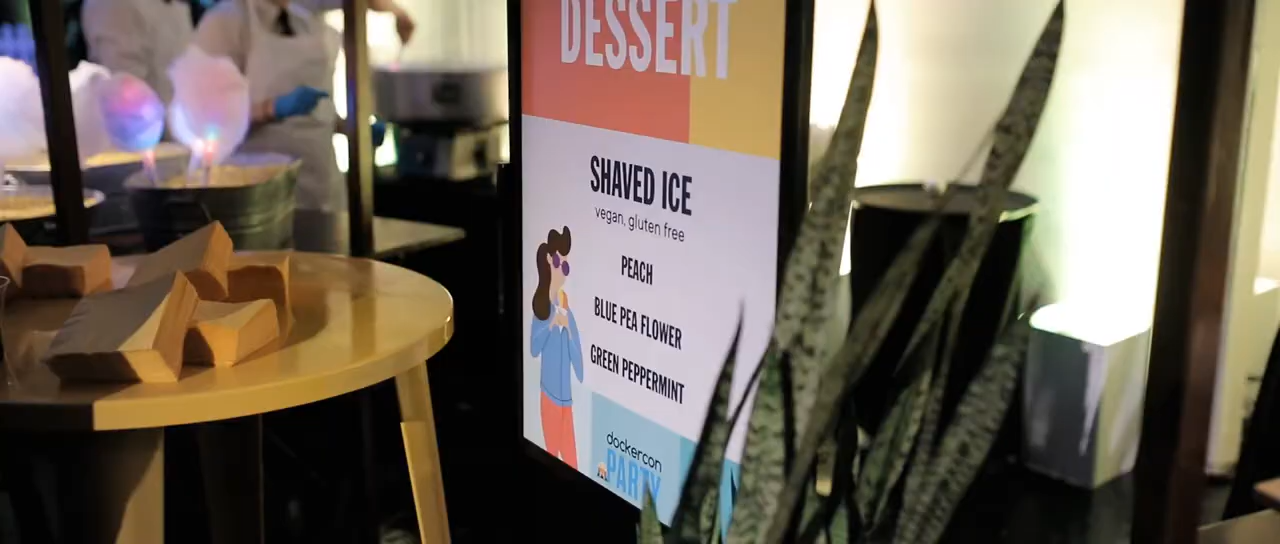 DESSERT
SHAVED ICE
vegan, gluten free
PEACH
BLUE PEA FLOWER
GREEN PEPPERMINT
dockercon
PARTY